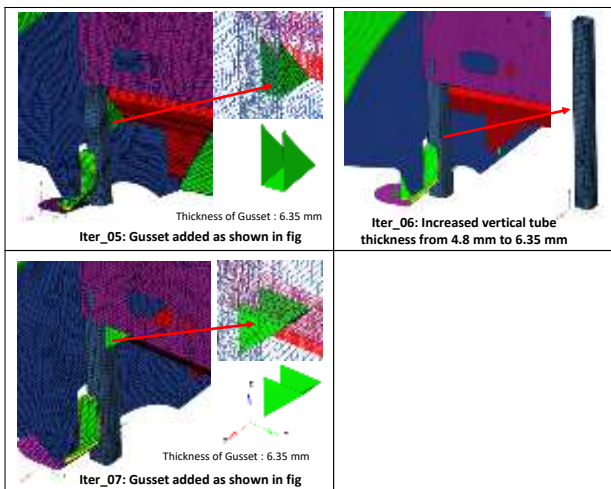 Thickness of Gusset : 6.35 mm
Iter_05: Gusset added as shown in fig
Iter_06: Increased vertical tube
thickness from 4.8 mm to 6.35 mm
Thickness of Gusset : 6.35 mm
Iter_07: Gusset added as shown in fig